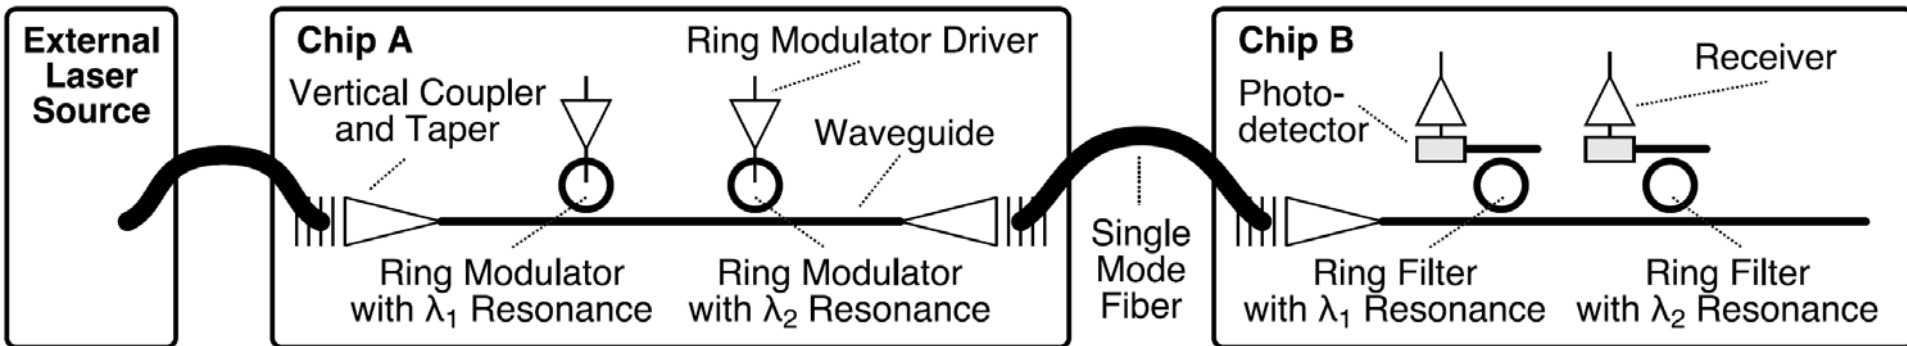 External
Laser
Source
Chip A
Ring Modulator Driver
Vertical Coupler
and Taper
Waveguide
Ring Modulator
with λ₁ Resonance
Ring Modulator
with λ₂ Resonance
Single
Mode
Fiber
Chip B
Photo-
detector
Receiver
Ring Filter
with λ₁ Resonance
Ring Filter
with λ₂ Resonance